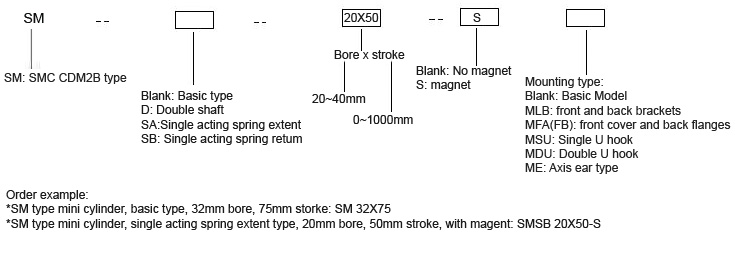 SM -- -- 20X50 -- S
Bore x stroke
SM: SMC CDM2B type
Blank: Basic type
D: Double shaft
SA:Single acting spring extent
SB: Single acting spring retum
20~40mm
0~1000mm
Blank: No magnet
S: magnet
Mounting type:
Blank: Basic Model
MLB: front and back brackets
MFA(FB): front cover and back flanges
MSU: Single U hook
MDU: Double U hook
ME: Axis ear type
Order example:
*SM type mini cylinder, basic type, 32mm bore, 75mm storke: SM 32X75
*SM type mini cylinder, single acting spring extent type, 20mm bore, 50mm stroke, with magent: SMSB 20X50-S